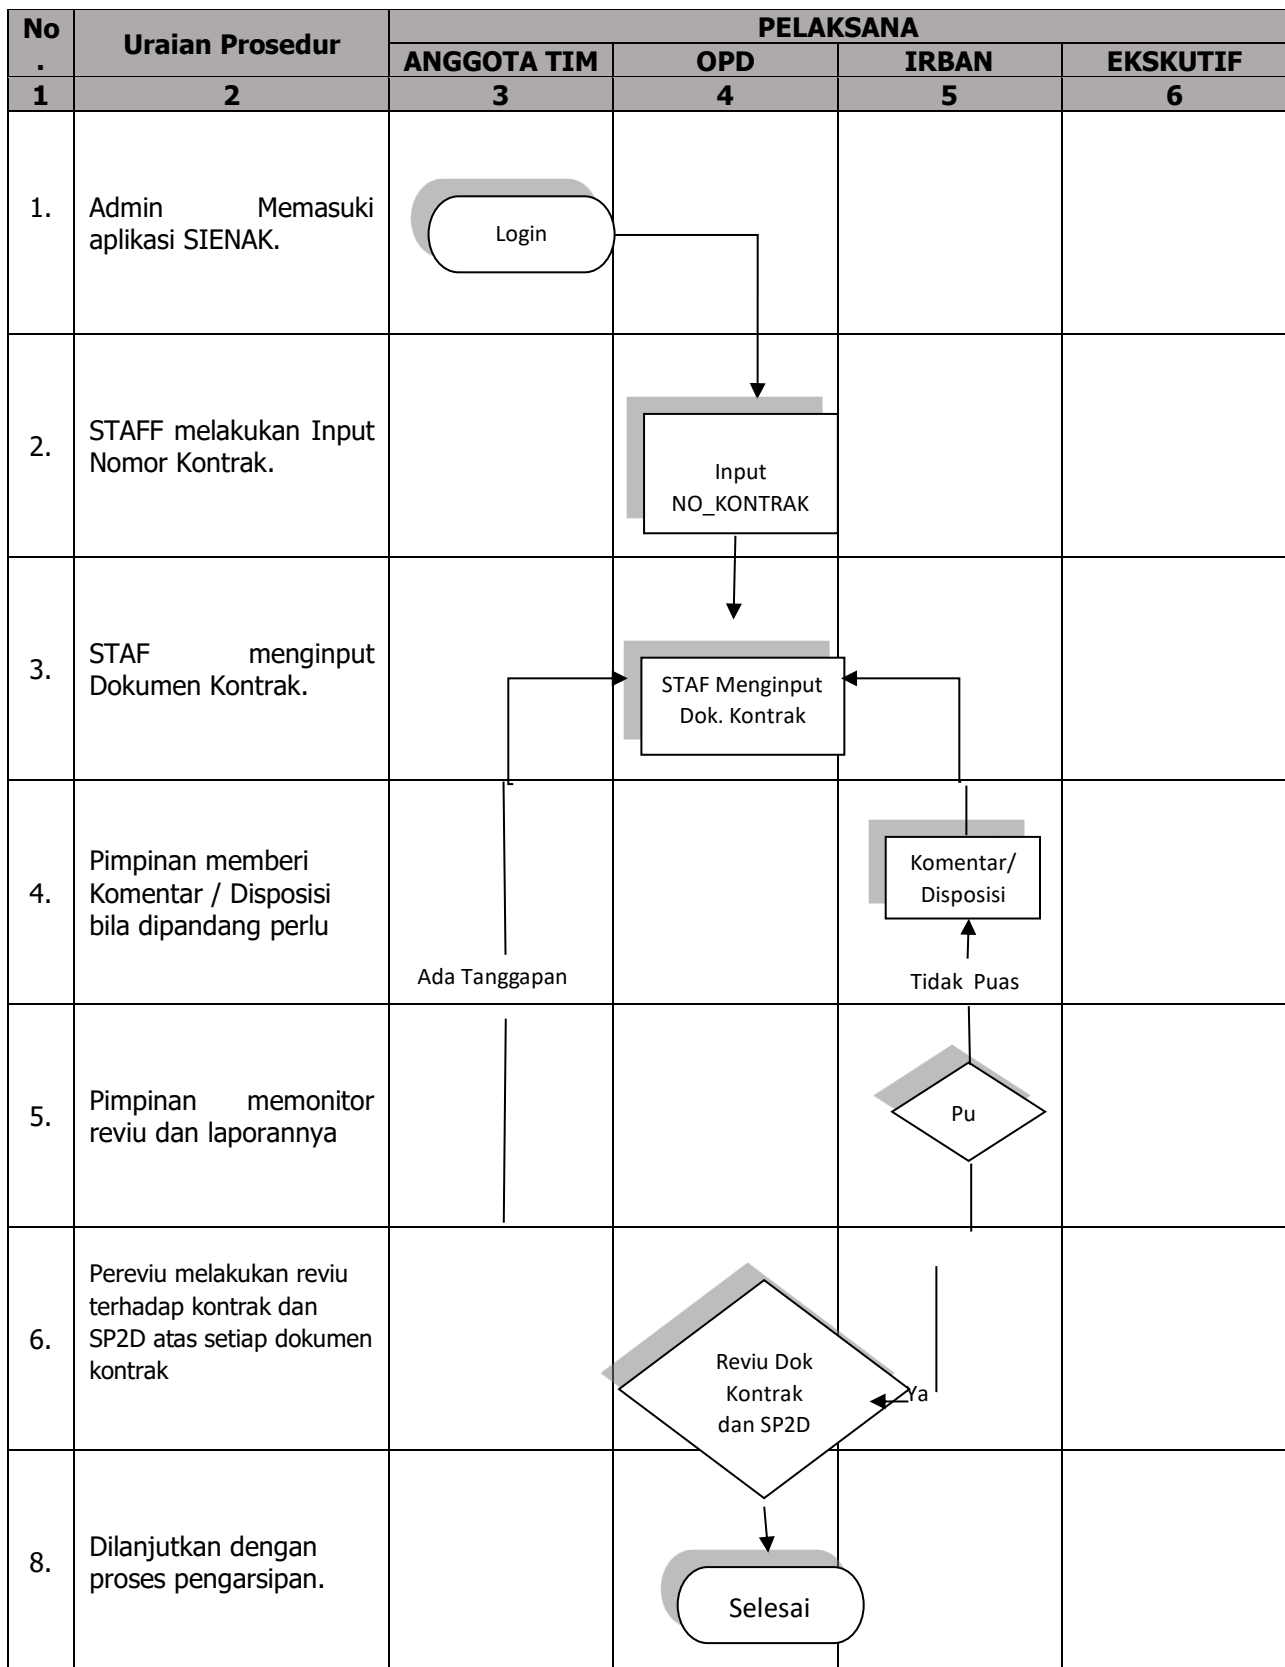 No
.
Uraian Prosedur
PELAKSANA
ANGGOTA TIM
OPD
IRBAN
EKSKUTIF
1
2
3
4
5
6
1.
Admin Memasuki
aplikasi SIENAK.
Login
2.
STAFF melakukan Input
Nomor Kontrak.
Input
NO_KONTRAK
3.
STAF menginput
Dokumen Kontrak.
STAF Menginput
Dok. Kontrak
4.
Pimpinan memberi
Komentar / Disposisi
bila dipandang perlu
Komentar/
Disposisi
Ada Tanggapan
Tidak Puas
5.
Pimpinan memonitor
reviu dan laporannya
Pu
6.
Pereviu melakukan reviu
terhadap kontrak dan
SP2D atas setiap dokumen
kontrak
Reviu Dok
Kontrak
dan SP2D
Ya
8.
Dilanjutkan dengan
proses pengarsipan.
Selesai